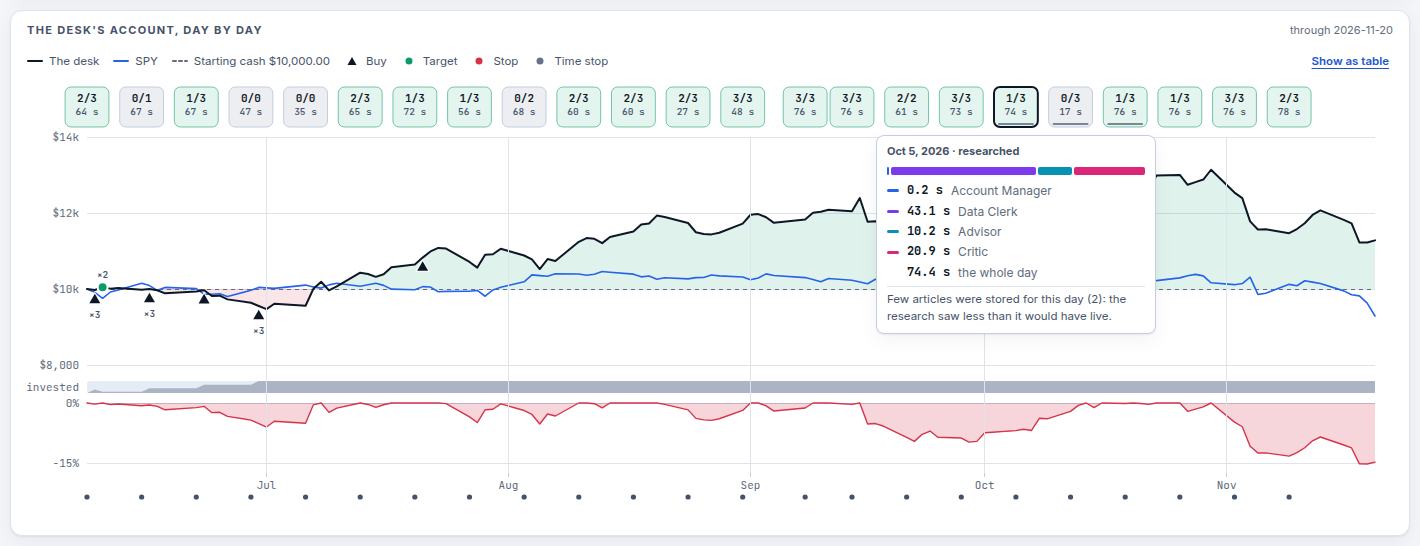 THE DESK'S ACCOUNT, DAY BY DAY
through 2026-11-20
The desk
SPY
Starting cash $10,000.00
Buy
Target
Stop
Time stop
Show as table
2/3 0/1 1/3 0/0 0/0 2/3 1/3 1/3 0/2 2/3 2/3 2/3 3/3 3/3 3/3 2/2 3/3 1/3 0/3 1/3 1/3 3/3 2/3
64 s 67 s 67 s 47 s 35 s 65 s 72 s 56 s 68 s 60 s 60 s 27 s 48 s 76 s 76 s 61 s 73 s 74 s 17 s 76 s 76 s 76 s 78 s
$14k
Oct 5, 2026 · researched
0.2 s Account Manager
43.1 s Data Clerk
10.2 s Advisor
20.9 s Critic
74.4 s the whole day
Few articles were stored for this day (2): the
research saw less than it would have live.
$12k
×2
$10k
×3
×3
×3
$8,000
invested
0%
-15%
Jul Aug Sep Oct Nov